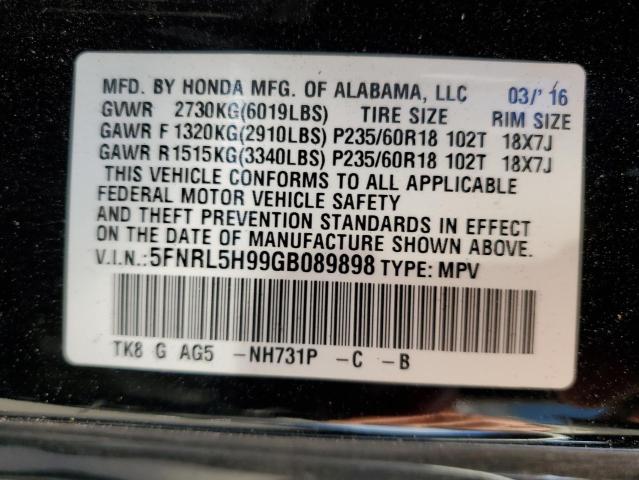 MFD. BY HONDA MFG. OF ALABAMA, LLC 03/'16
GVWR 2730KG(6019LBS) TIRE SIZE RIM SIZE
GAWR F1320KG(2910LBS) P235/60R18 102T 18X7J
GAWR R1515KG(3340LBS) P235/60R18 102T 18X7J
THIS VEHICLE CONFORMS TO ALL APPLICABLE
FEDERAL MOTOR VEHICLE SAFETY
AND THEFT PREVENTION STANDARDS IN EFFECT
ON THE DATE OF MANUFACTURE SHOWN ABOVE.
V.I.N.:5FNRL5H99GB089898 TYPE: MPV
TK8 G AG5 -NH731P -C -B